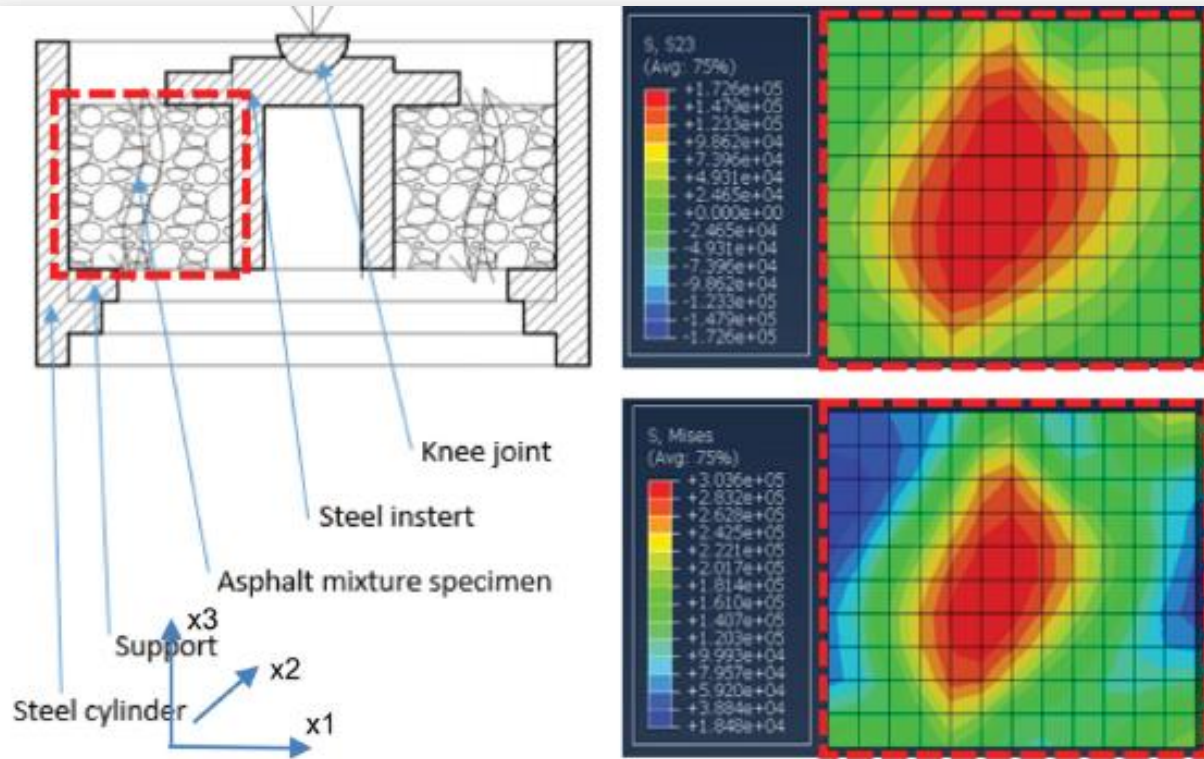 Knee joint
Steel instert
Asphalt mixture specimen
x3
Support
x2
Steel cylinder
x1
S, S23
(Avg: 75%)
+1.726e+05
+1.479e+05
+1.233e+05
+9.862e+04
+7.396e+04
+4.931e+04
+2.465e+04
+0.000e+00
-2.465e+04
-4.931e+04
-7.396e+04
-9.862e+04
-1.233e+05
-1.479e+05
-1.726e+05
S, Mises
(Avg: 75%)
+3.036e+05
+2.832e+05
+2.628e+05
+2.425e+05
+2.221e+05
+2.017e+05
+1.814e+05
+1.610e+05
+1.407e+05
+1.203e+05
+9.993e+04
+7.957e+04
+5.920e+04
+3.884e+04
+1.848e+04